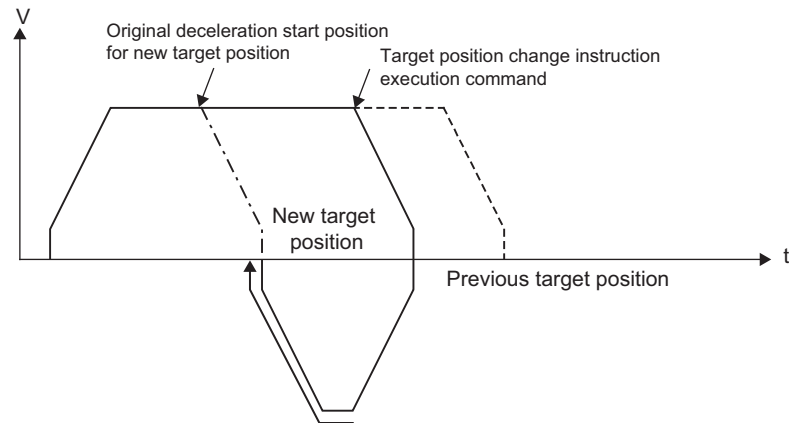 V
Original deceleration start position
for new target position
Target position change instruction
execution command
New target
position
t
Previous target position